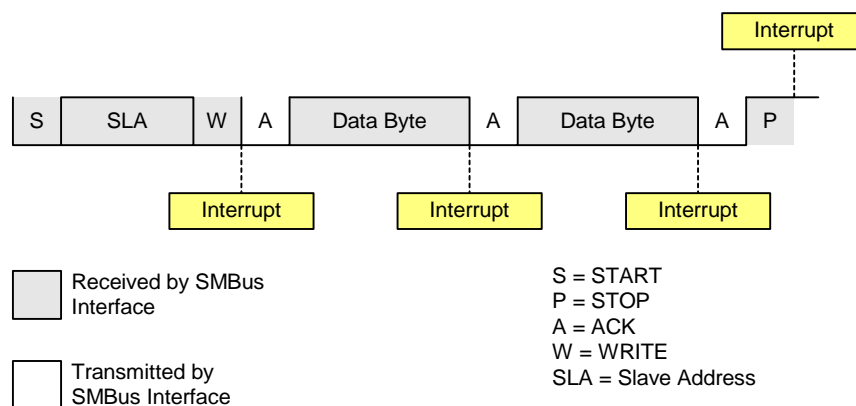 Interrupt
S SLA W A Data Byte A Data Byte A P
Interrupt Interrupt Interrupt
Received by SMBus
Interface
Transmitted by
SMBus Interface
S = START
P = STOP
A = ACK
W = WRITE
SLA = Slave Address